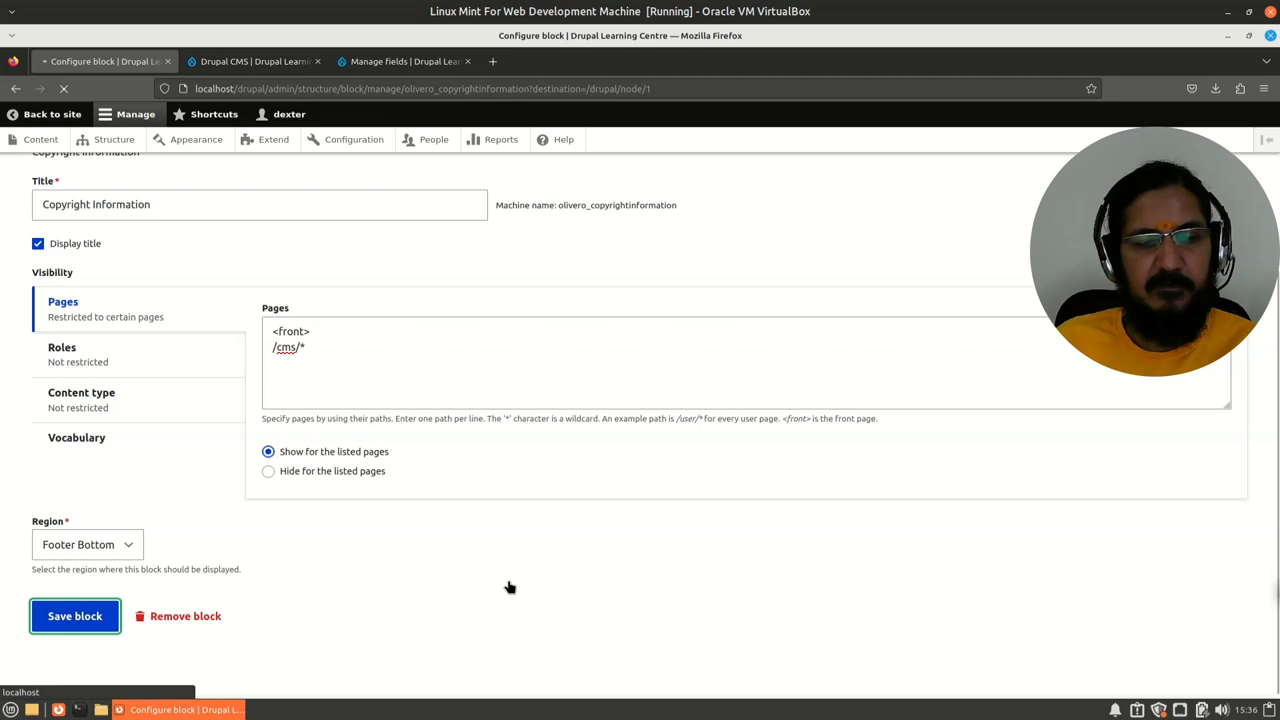 Linux Mint For Web Development Machine [Running] - Oracle VM VirtualBox
Configure block | Drupal Learning Centre — Mozilla Firefox
Configure block | Drupal Le
Drupal CMS | Drupal Learni
Manage fields | Drupal Lear
localhost/drupal/admin/structure/block/manage/olivero_copyrightinformation?destination=/drupal/node/1
Back to site
Manage
Shortcuts
dexter
Content
Structure
Appearance
Extend
Configuration
People
Reports
Help
Copyright Information
Title*
Copyright Information
Machine name: olivero_copyrightinformation
Display title
Visibility
Pages
Restricted to certain pages
Roles
Not restricted
Content type
Not restricted
Vocabulary
Pages
<front>
/cms/*
Specify pages by using their paths. Enter one path per line. The '*' character is a wildcard. An example path is /user/* for every user page. <front> is the front page.
Show for the listed pages
Hide for the listed pages
Region*
Footer Bottom
Select the region where this block should be displayed.
Save block
Remove block
localhost
Configure block | Drupal L...
15:36